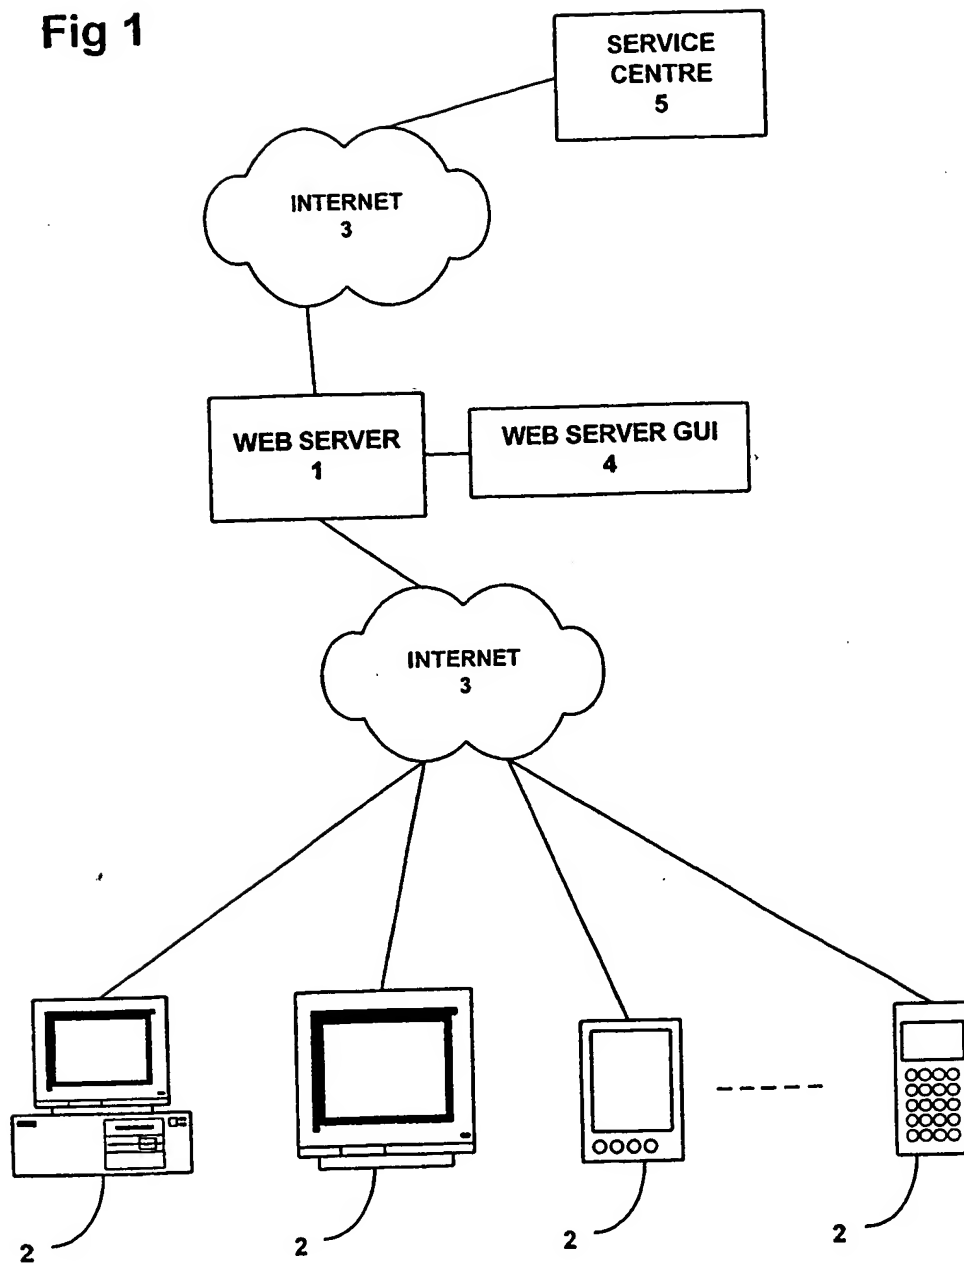 Fig 1
SERVICE
CENTRE
5
INTERNET
3
WEB SERVER
1
WEB SERVER GUI
4
INTERNET
3
2
2
2
2